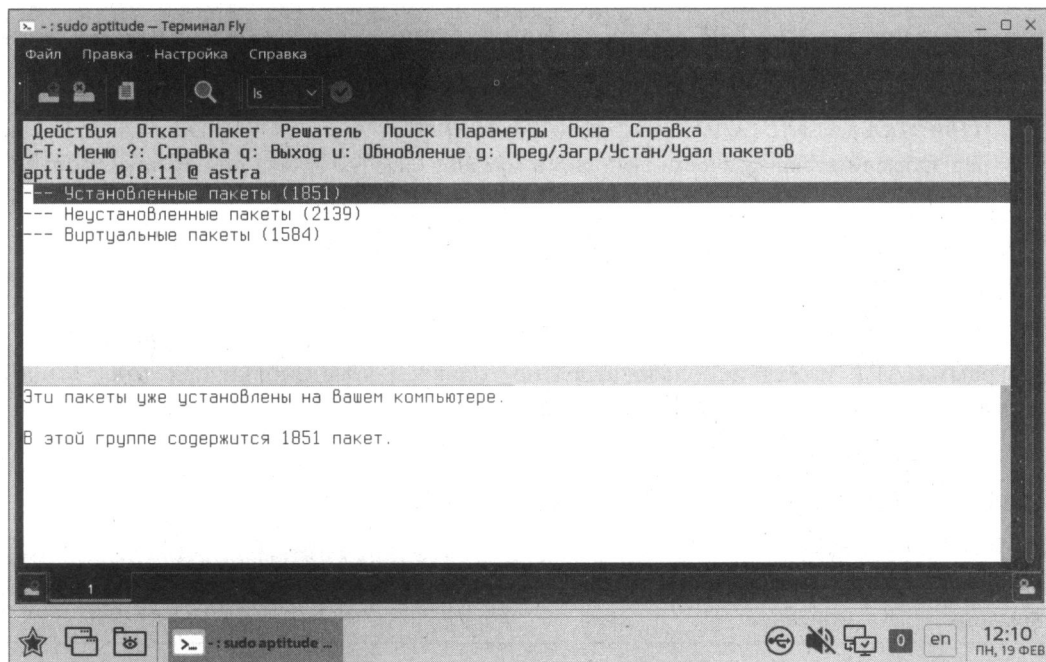 - : sudo aptitude — Терминал Fly
Файл Правка Настройка Справка
ls
Действия Откат Пакет Решатель Поиск Параметры Окна Справка
C-T: Меню ?: Справка q: Выход u: Обновление g: Пред/Загр/Устан/Удал пакетов
aptitude 0.8.11 @ astra
--- Установленные пакеты (1851)
--- Неустановленные пакеты (2139)
--- Виртуальные пакеты (1584)
Эти пакеты уже установлены на Вашем компьютере.
В этой группе содержится 1851 пакет.
1
- : sudo aptitude ...
0
en
12:10
ПН, 19 ФЕВ